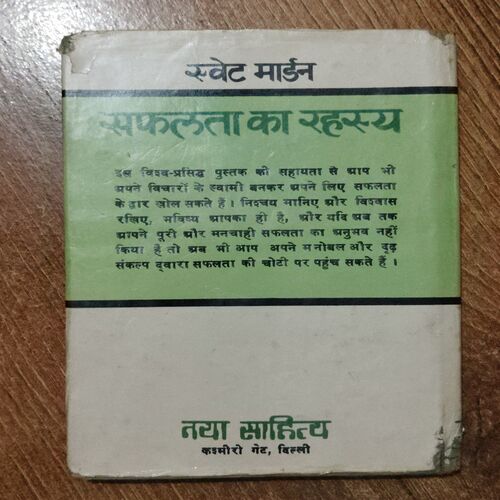 स्वेट मार्डन
सफलता का रहस्य
इस विश्व-प्रसिद्ध पुस्तक की सहायता से आप भी
अपने विचारों के स्वामी बनकर अपने लिए सफलता
के द्वार खोल सकते हैं । निश्चय मानिए और विश्वास
रखिए, भविष्य आपका ही है, और यदि अब तक
आपने पूरी और मनचाही सफलता का अनुभव नहीं
किया है तो अब भी आप अपने मनोबल और दृढ़
संकल्प द्वारा सफलता की चोटी पर पहुंच सकते हैं ।
नया साहित्य
कश्मीरी गेट, दिल्ली